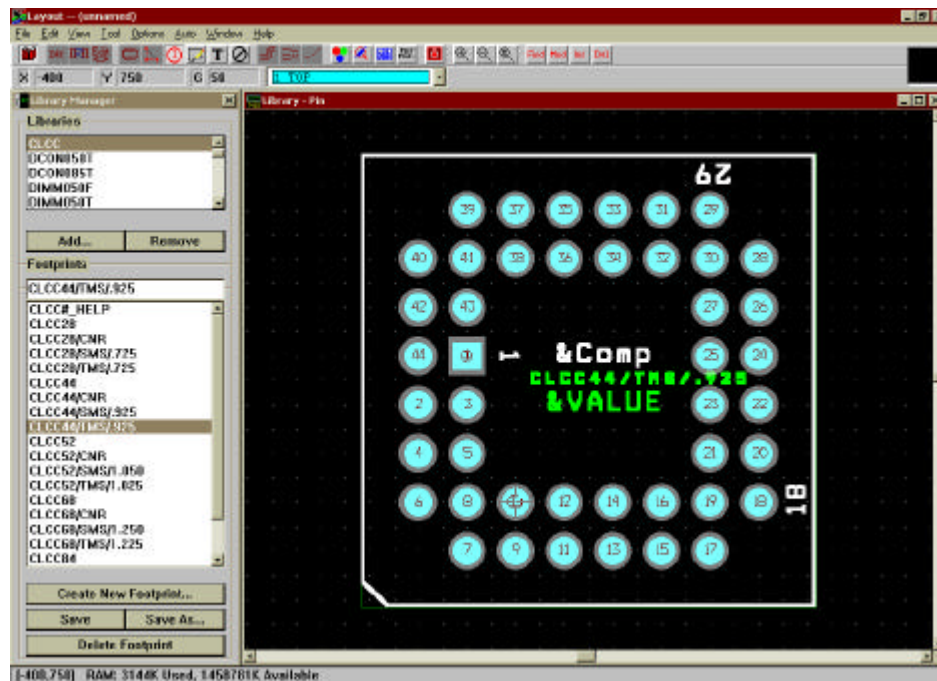 Layout -- (unnamed)
File Edit View Tool Options Auto Window Help
X -400 Y 750 G 50 1 TOP
Library Manager
Library - Pin
Libraries
CLCC
DCON050T
DCON085T
DIMM050F
DIMM050T
Add... Remove
Footprints
CLCC44/TMS/.925
CLCC#_HELP
CLCC28
CLCC28/CNR
CLCC28/SMS/.725
CLCC28/TMS/.725
CLCC44
CLCC44/CNR
CLCC44/SMS/.925
CLCC44/TMS/.925
CLCC52
CLCC52/CNR
CLCC52/SMS/1.050
CLCC52/TMS/1.025
CLCC68
CLCC68/CNR
CLCC68/SMS/1.250
CLCC68/TMS/1.225
CLCC84
Create New Footprint...
Save Save As...
Delete Footprint
29
39 37 35 33 31 29
40 41 38 36 34 32 30 28
42 43 27 26
44 1 &Comp 25 24
CLCC44/TMS/.925
2 3 &VALUE 23 22
4 5 21 20
6 8 12 14 16 19 18 18
7 9 11 13 15 17
[-400,750] RAM: 3144K Used, 1458781K Available